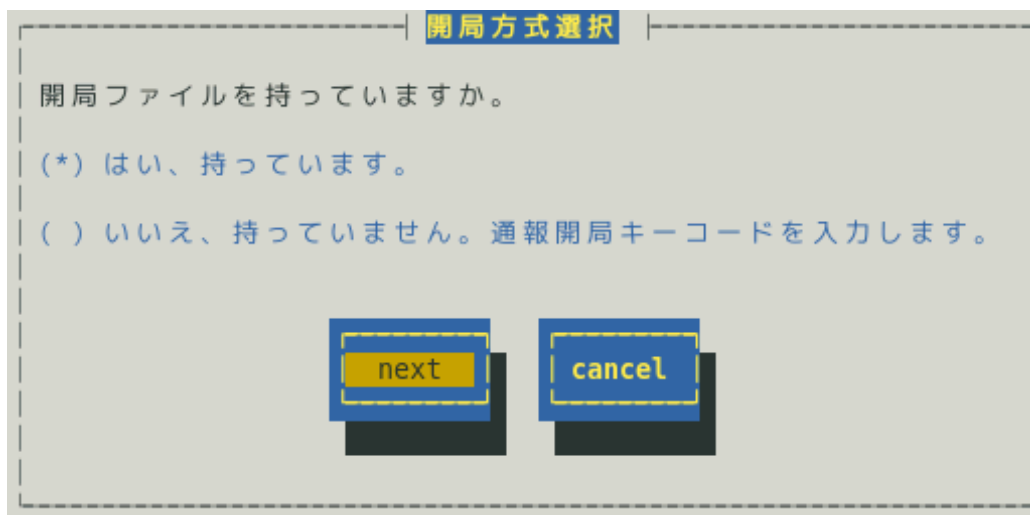 開局方式選択
開局ファイルを持っていますか。
(*) はい、持っています。
( ) いいえ、持っていません。通報開局キーコードを入力します。
next cancel